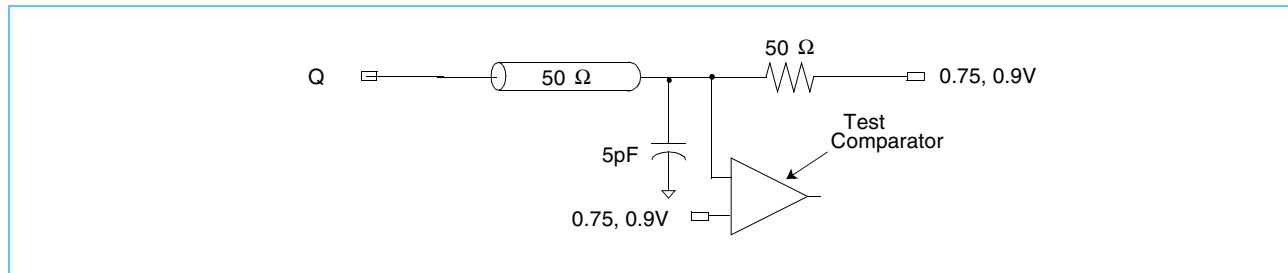 50 Ω
Q
50 Ω
0.75, 0.9V
Test
Comparator
5pF
0.75, 0.9V